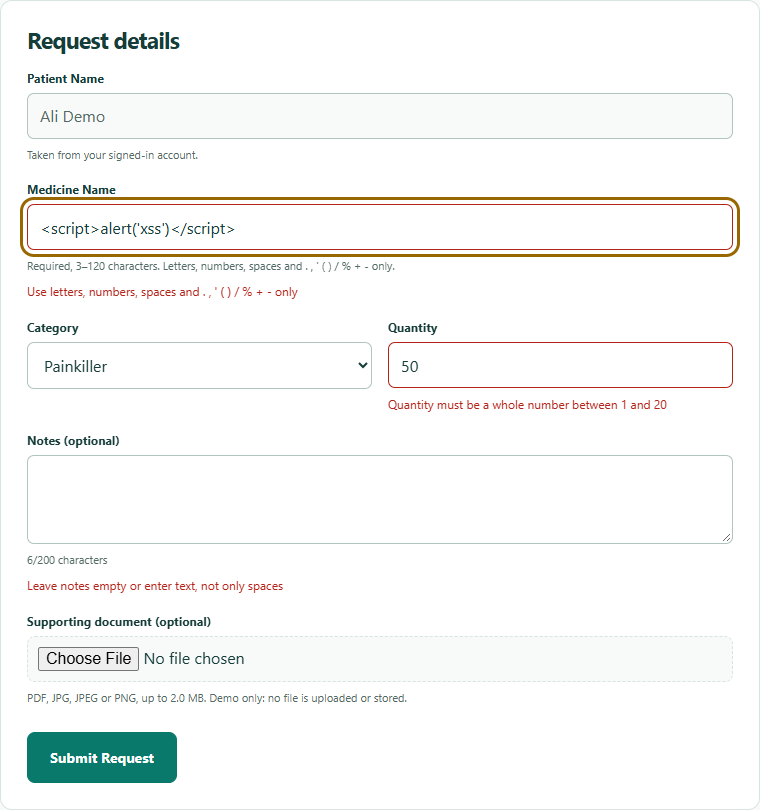 Request details
Patient Name
Ali Demo
Taken from your signed-in account.
Medicine Name
<script>alert('xss')</script>
Required, 3–120 characters. Letters, numbers, spaces and . , ' ( ) / % + - only.
Use letters, numbers, spaces and . , ' ( ) / % + - only
Category
Quantity
Painkiller
50
Quantity must be a whole number between 1 and 20
Notes (optional)
6/200 characters
Leave notes empty or enter text, not only spaces
Supporting document (optional)
Choose File No file chosen
PDF, JPG, JPEG or PNG, up to 2.0 MB. Demo only: no file is uploaded or stored.
Submit Request